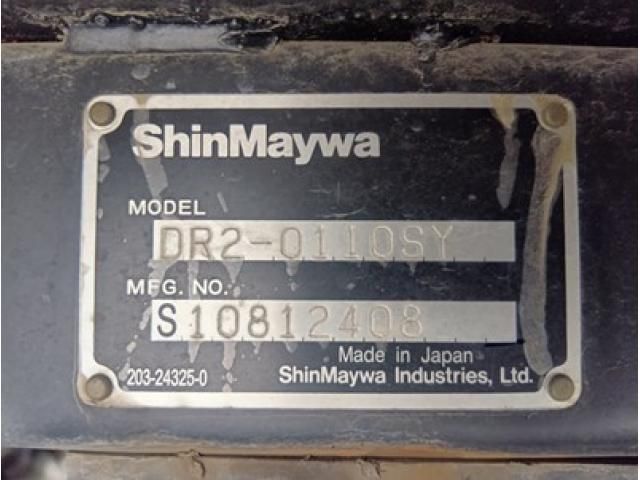 ShinMaywa
MODEL
DR2-0110SY
MFG. NO.
S10812408
Made in Japan
203-24325-0
ShinMaywa Industries, Ltd.